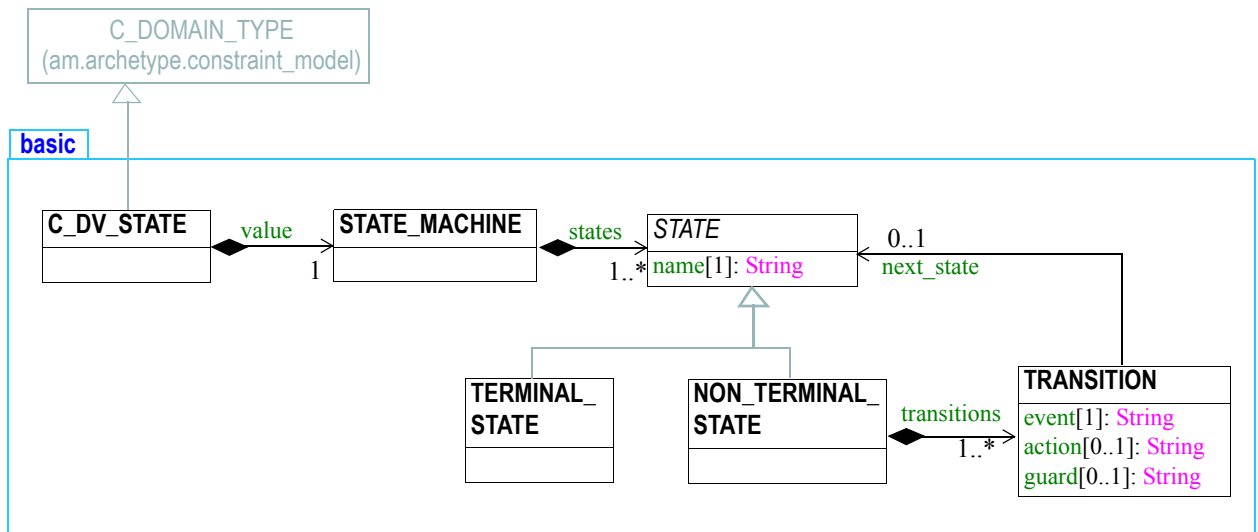 C_DOMAIN_TYPE
(am.archetype.constraint_model)
basic
C_DV_STATE
value
1
STATE_MACHINE
states
1..*
STATE
name[1]: String
0..1
next_state
TERMINAL_
STATE
NON_TERMINAL_
STATE
transitions
1..*
TRANSITION
event[1]: String
action[0..1]: String
guard[0..1]: String